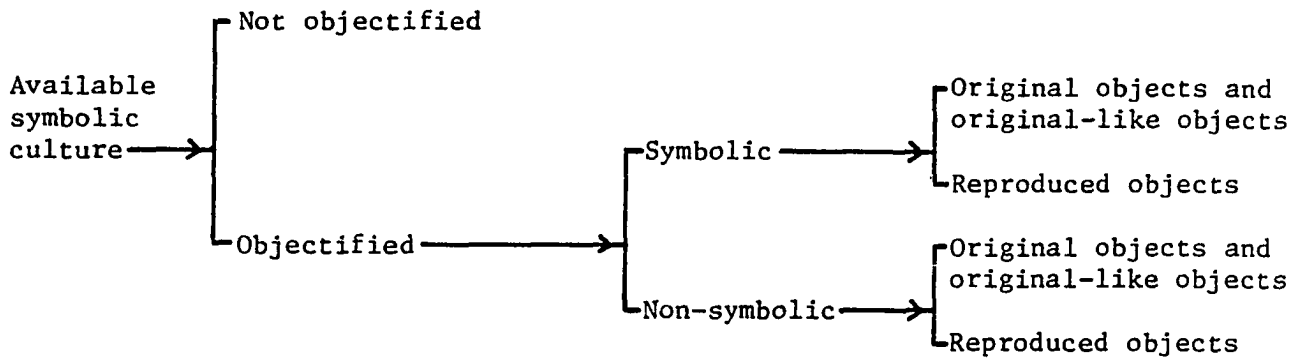 Not objectified
Available
symbolic
culture
Original objects and
original-like objects
Symbolic
Reproduced objects
Objectified
Original objects and
original-like objects
Non-symbolic
Reproduced objects